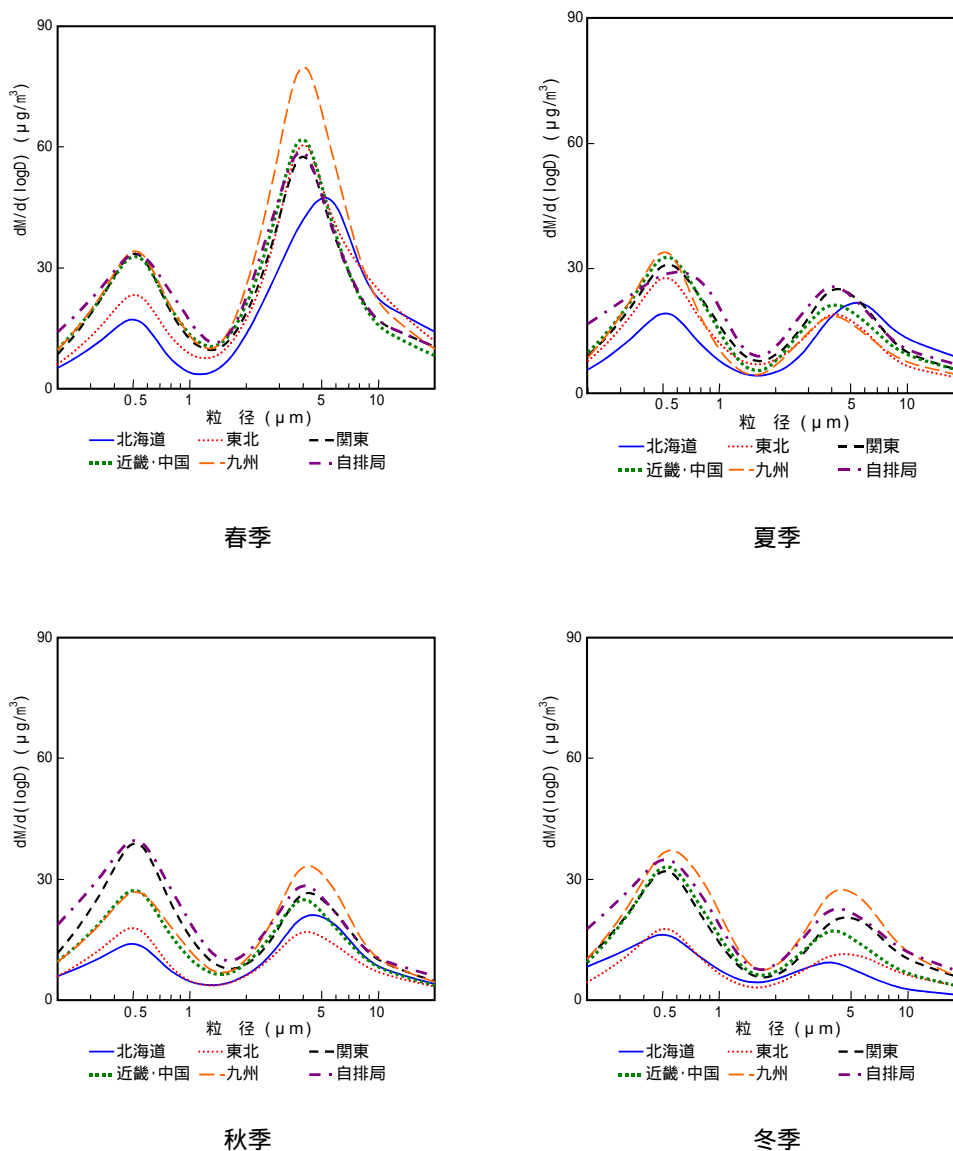 90
60
30
0
dM/d(logD) (μg/m³)
0.5 1 5 10
粒 径 (μm)
北海道 東北 関東
近畿・中国 九州 自排局
春季
90
60
30
0
dM/d(logD) (μg/m³)
0.5 1 5 10
粒 径 (μm)
北海道 東北 関東
近畿・中国 九州 自排局
夏季
90
60
30
0
dM/d(logD) (μg/m³)
0.5 1 5 10
粒 径 (μm)
北海道 東北 関東
近畿・中国 九州 自排局
秋季
90
60
30
0
dM/d(logD) (μg/m³)
0.5 1 5 10
粒 径 (μm)
北海道 東北 関東
近畿・中国 九州 自排局
冬季